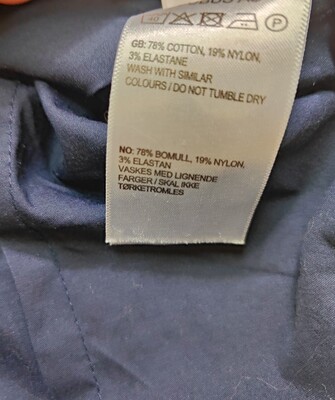 GB: 78% COTTON, 19% NYLON,
3% ELASTANE
WASH WITH SIMILAR
COLOURS / DO NOT TUMBLE DRY
NO: 78% BOMULL, 19% NYLON,
3% ELASTAN
VASKES MED LIGNENDE
FARGER / SKAL IKKE
TØRKETROMLES